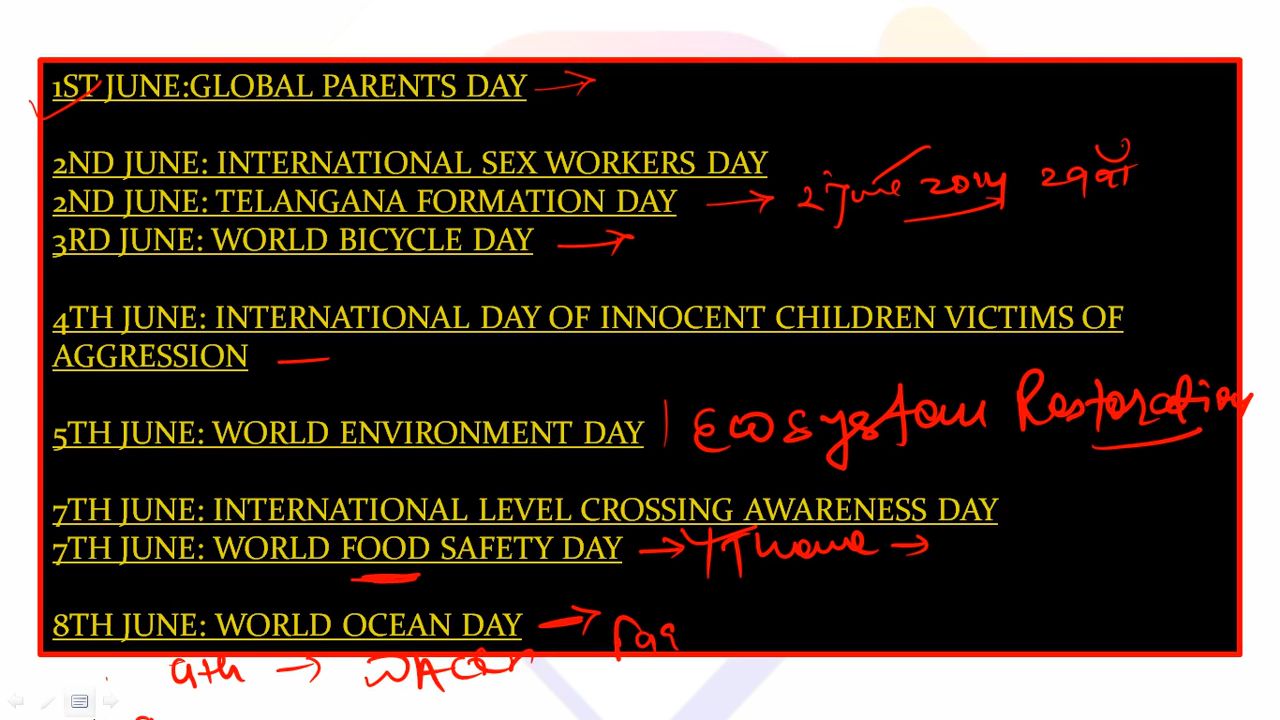 1ST JUNE:GLOBAL PARENTS DAY
2ND JUNE: INTERNATIONAL SEX WORKERS DAY
2ND JUNE: TELANGANA FORMATION DAY
2 June 2014 29वाँ
3RD JUNE: WORLD BICYCLE DAY
4TH JUNE: INTERNATIONAL DAY OF INNOCENT CHILDREN VICTIMS OF
AGGRESSION
5TH JUNE: WORLD ENVIRONMENT DAY
Ecosystem Restoration
7TH JUNE: INTERNATIONAL LEVEL CROSSING AWARENESS DAY
7TH JUNE: WORLD FOOD SAFETY DAY
8TH JUNE: WORLD OCEAN DAY
9th